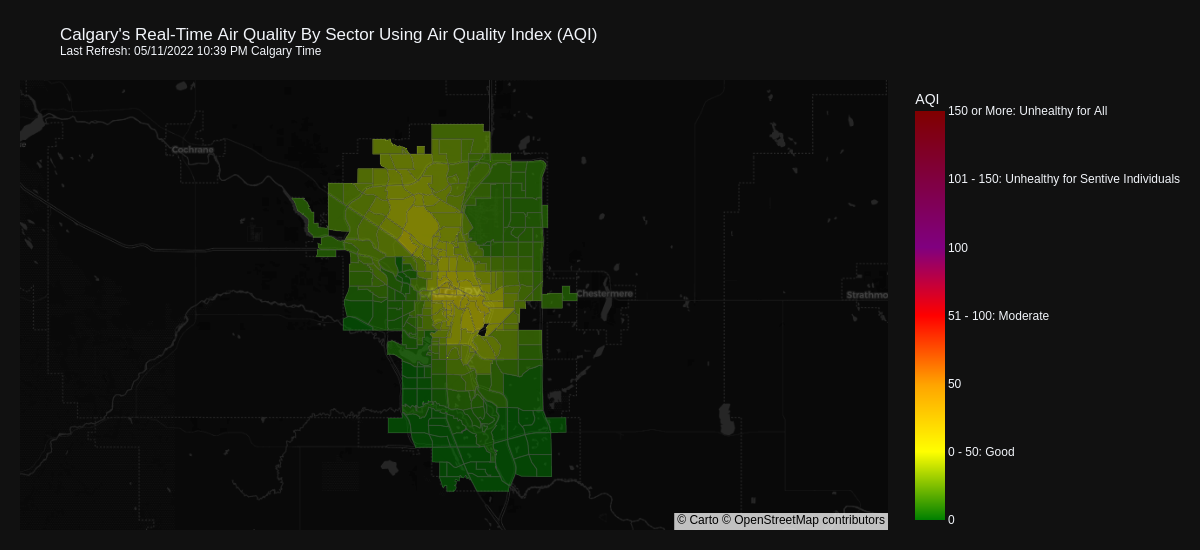 Calgary's Real-Time Air Quality By Sector Using Air Quality Index (AQI)
Last Refresh: 05/11/2022 10:39 PM Calgary Time
AQI
150 or More: Unhealthy for All
Cochrane
101 - 150: Unhealthy for Sentive Individuals
100
Chestermere
Strathmo
51 - 100: Moderate
50
0 - 50: Good
© Carto © OpenStreetMap contributors
0